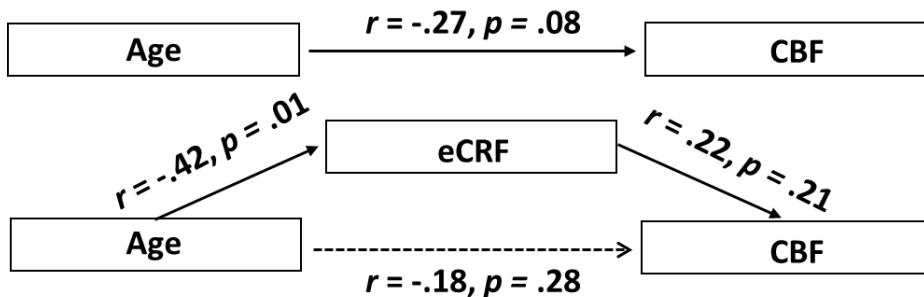 r = -.27, p = .08
Age
CBF
r = -.42, p = .01
eCRF
r = .22, p = .21
Age
CBF
r = -.18, p = .28